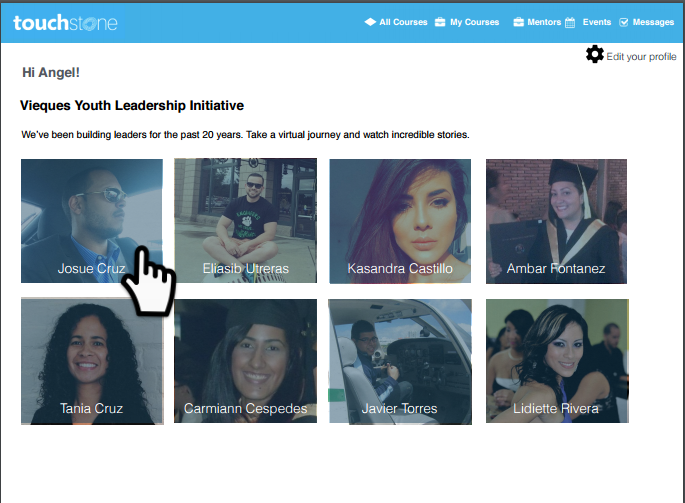 touchstone
All Courses My Courses Mentors Events Messages
Edit your profile
Hi Angel!
Vieques Youth Leadership Initiative
We've been building leaders for the past 20 years. Take a virtual journey and watch incredible stories.
Josue Cruz Eliasib Utreras Kasandra Castillo Ambar Fontanez
Tania Cruz Carmiann Cespedes Javier Torres Lidiette Rivera